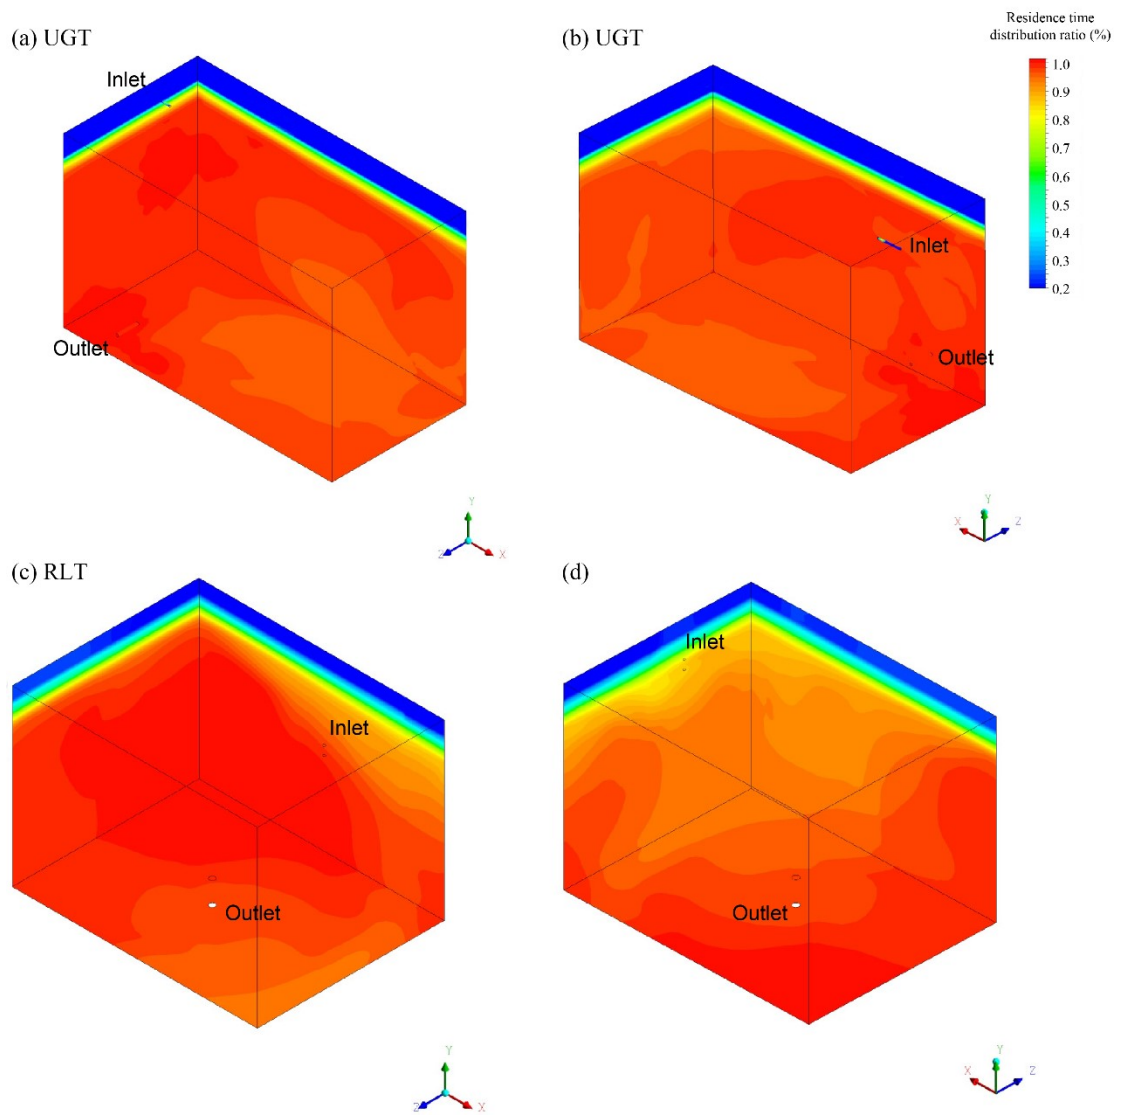 (a) UGT
(b) UGT
Residence time
distribution ratio (%)
Inlet
Outlet
Inlet
Outlet
1.0
0.9
0.8
0.7
0.6
0.5
0.4
0.3
0.2
Y
Z
X
Y
X
Z
(c) RLT
(d)
Inlet
Outlet
Inlet
Outlet
Y
Z
X
Y
X
Z